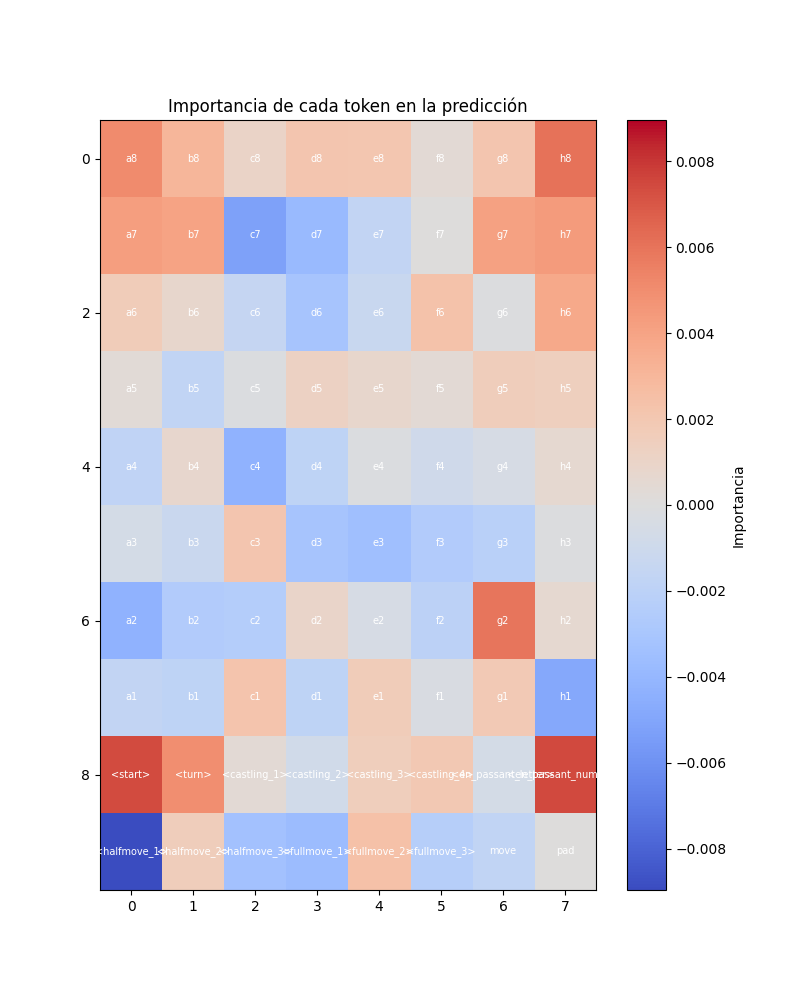 Importancia de cada token en la predicción
0 a8 b8 c8 d8 e8 f8 g8 h8
a7 b7 c7 d7 e7 f7 g7 h7
2 a6 b6 c6 d6 e6 f6 g6 h6
a5 b5 c5 d5 e5 f5 g5 h5
4 a4 b4 c4 d4 e4 f4 g4 h4
a3 b3 c3 d3 e3 f3 g3 h3
6 a2 b2 c2 d2 e2 f2 g2 h2
a1 b1 c1 d1 e1 f1 g1 h1
8 <start> <turn> <castling_1> <castling_2> <castling_3> <castling_4>
<halfmove_1> <halfmove_2> <halfmove_3> <fullmove_1> <fullmove_2> <fullmove_3> move pad
0 1 2 3 4 5 6 7
0.008
0.006
0.004
0.002
0.000
−0.002
−0.004
−0.006
−0.008
Importancia